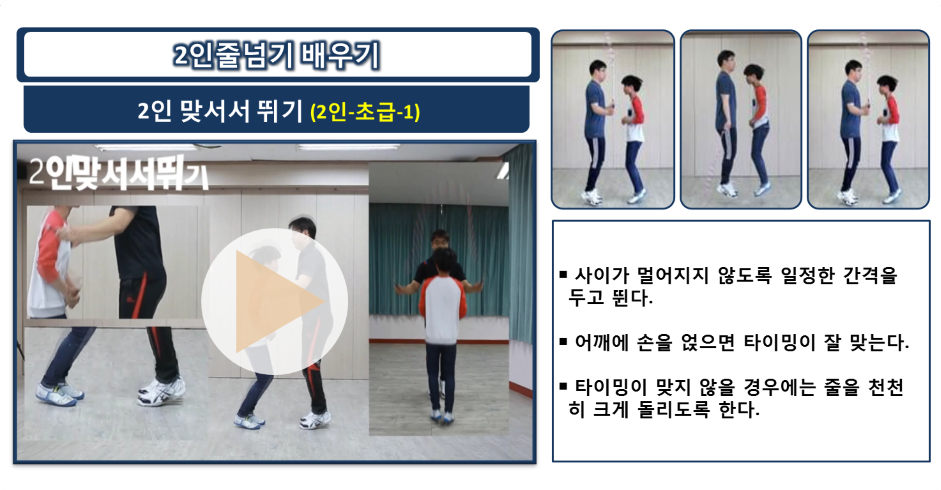 2인줄넘기 배우기
2인 맞서서 뛰기 (2인-초급-1)
2인맞서서뛰기
▪ 사이가 멀어지지 않도록 일정한 간격을
두고 뛴다.
▪ 어깨에 손을 얹으면 타이밍이 잘 맞는다.
▪ 타이밍이 맞지 않을 경우에는 줄을 천천
히 크게 돌리도록 한다.